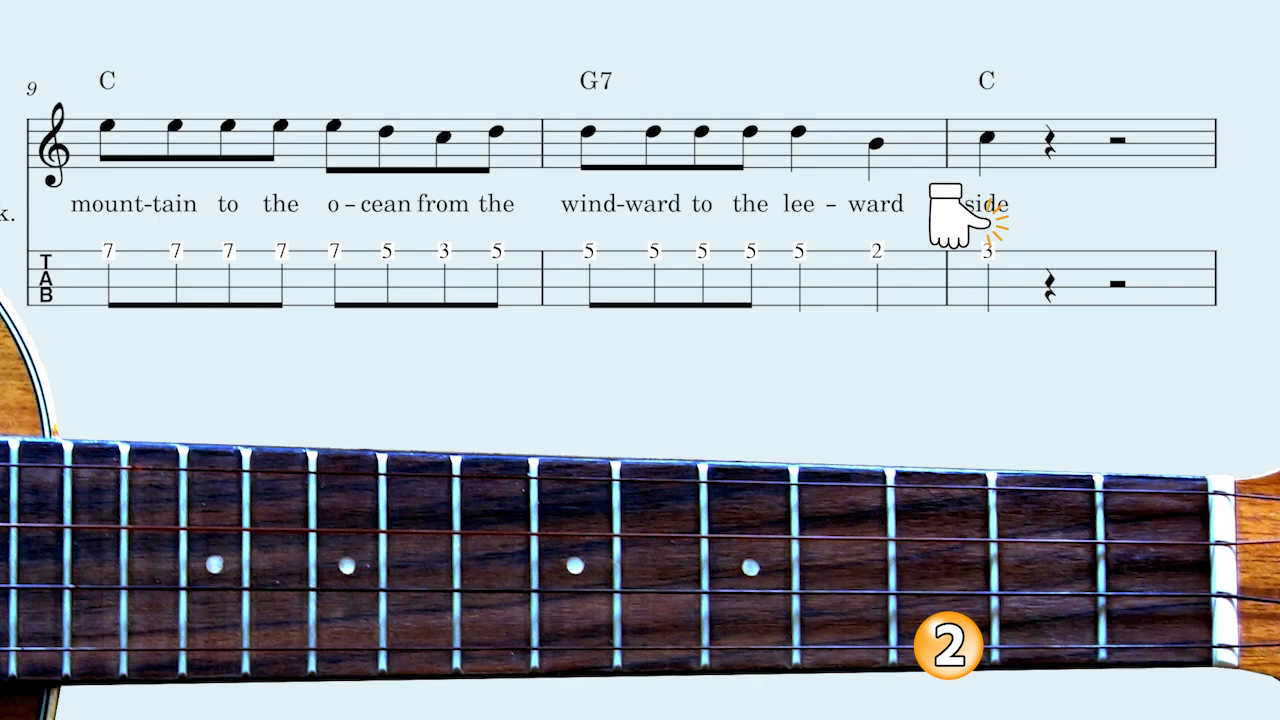 C G7 C
9
mount-tain to the o-cean from the wind-ward to the lee - ward side
k.
7 7 7 7 7 5 3 5 5 5 5 5 5 2 3
TAB
2